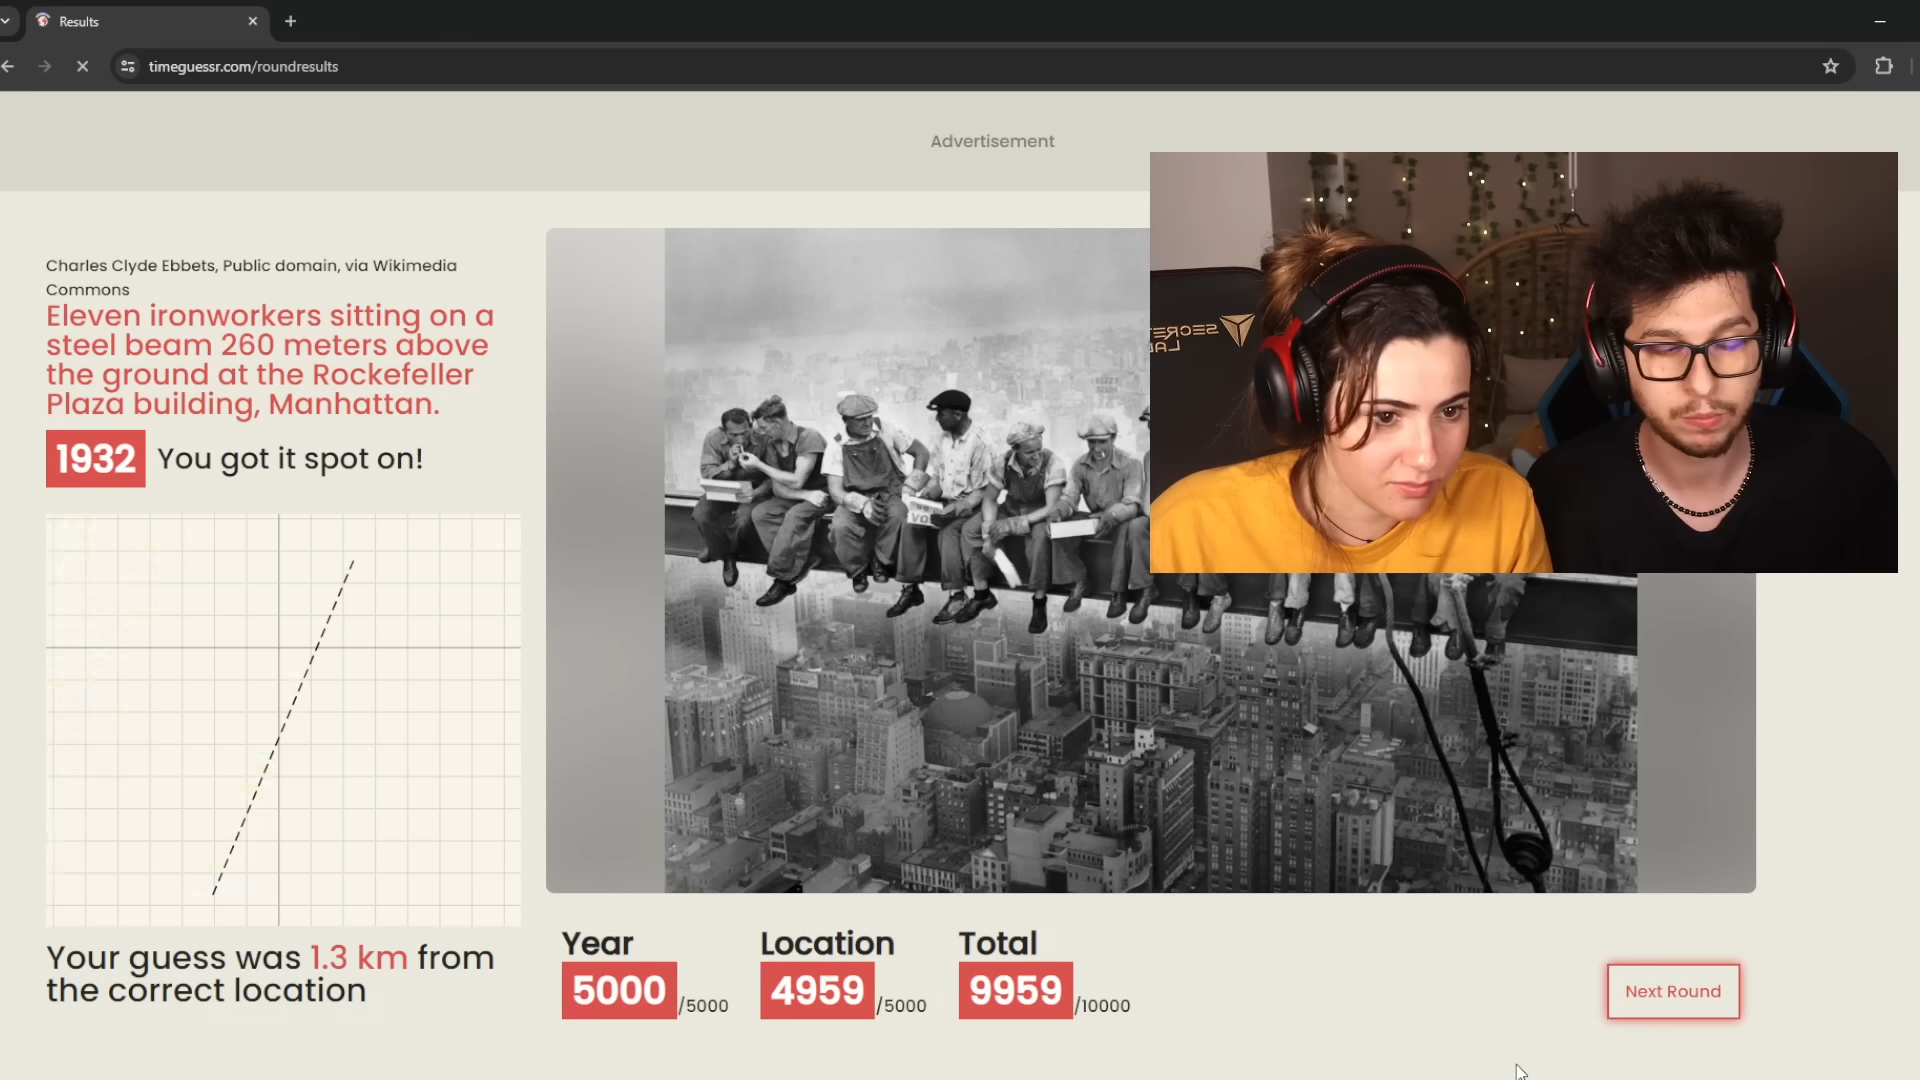 Results
timeguessr.com/roundresults
Advertisement
Charles Clyde Ebbets, Public domain, via Wikimedia
Commons
Eleven ironworkers sitting on a
steel beam 260 meters above
the ground at the Rockefeller
Plaza building, Manhattan.
1932 You got it spot on!
Your guess was 1.3 km from
the correct location
Year
5000/5000
Location
4959/5000
Total
9959/10000
Next Round
SECRET
LAB
VO